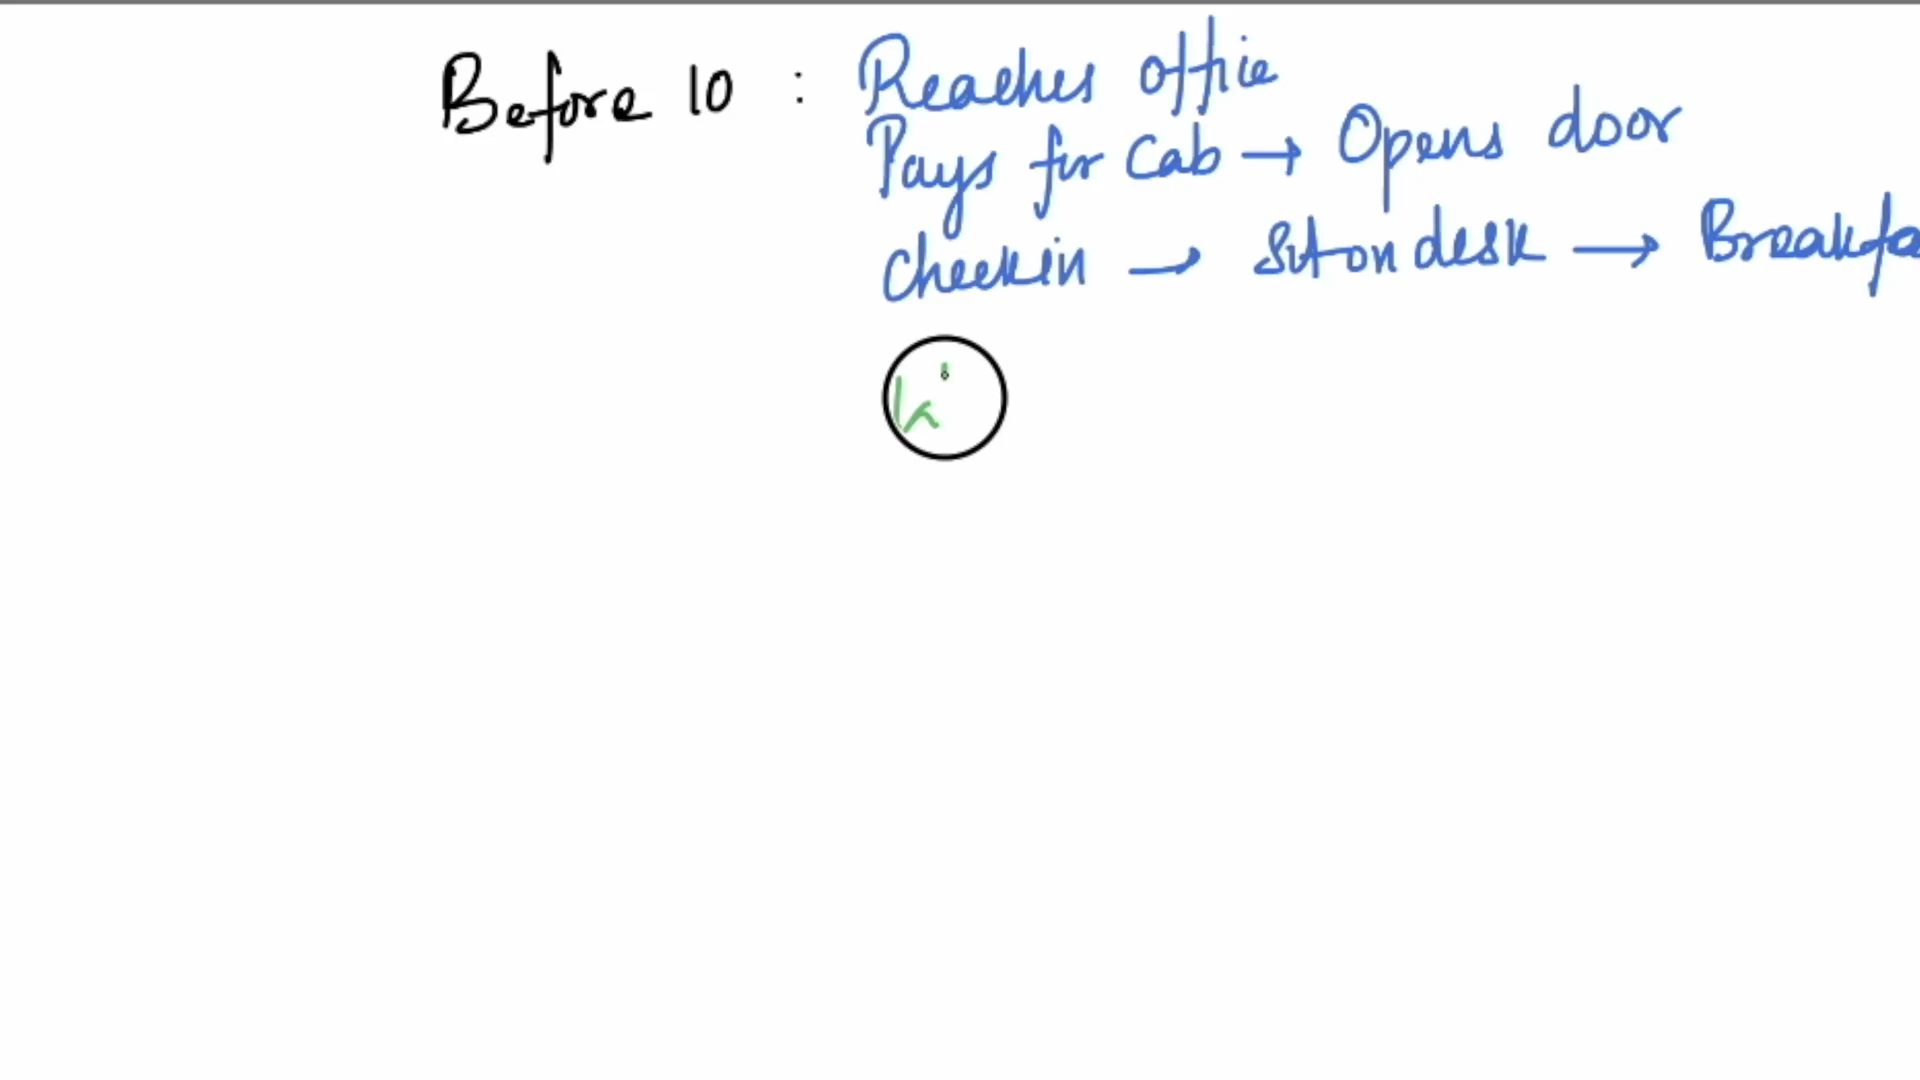 Before 10 : Reaches office
Pays for Cab → Opens door
Checkin → Sit on desk → Breakfa
k